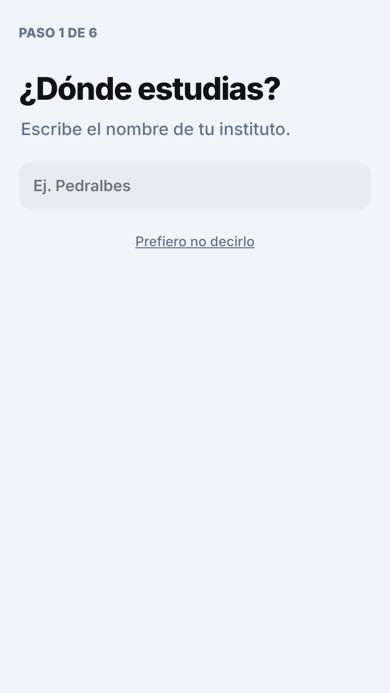 PASO 1 DE 6
¿Dónde estudias?
Escribe el nombre de tu instituto.
Ej. Pedralbes
Prefiero no decirlo